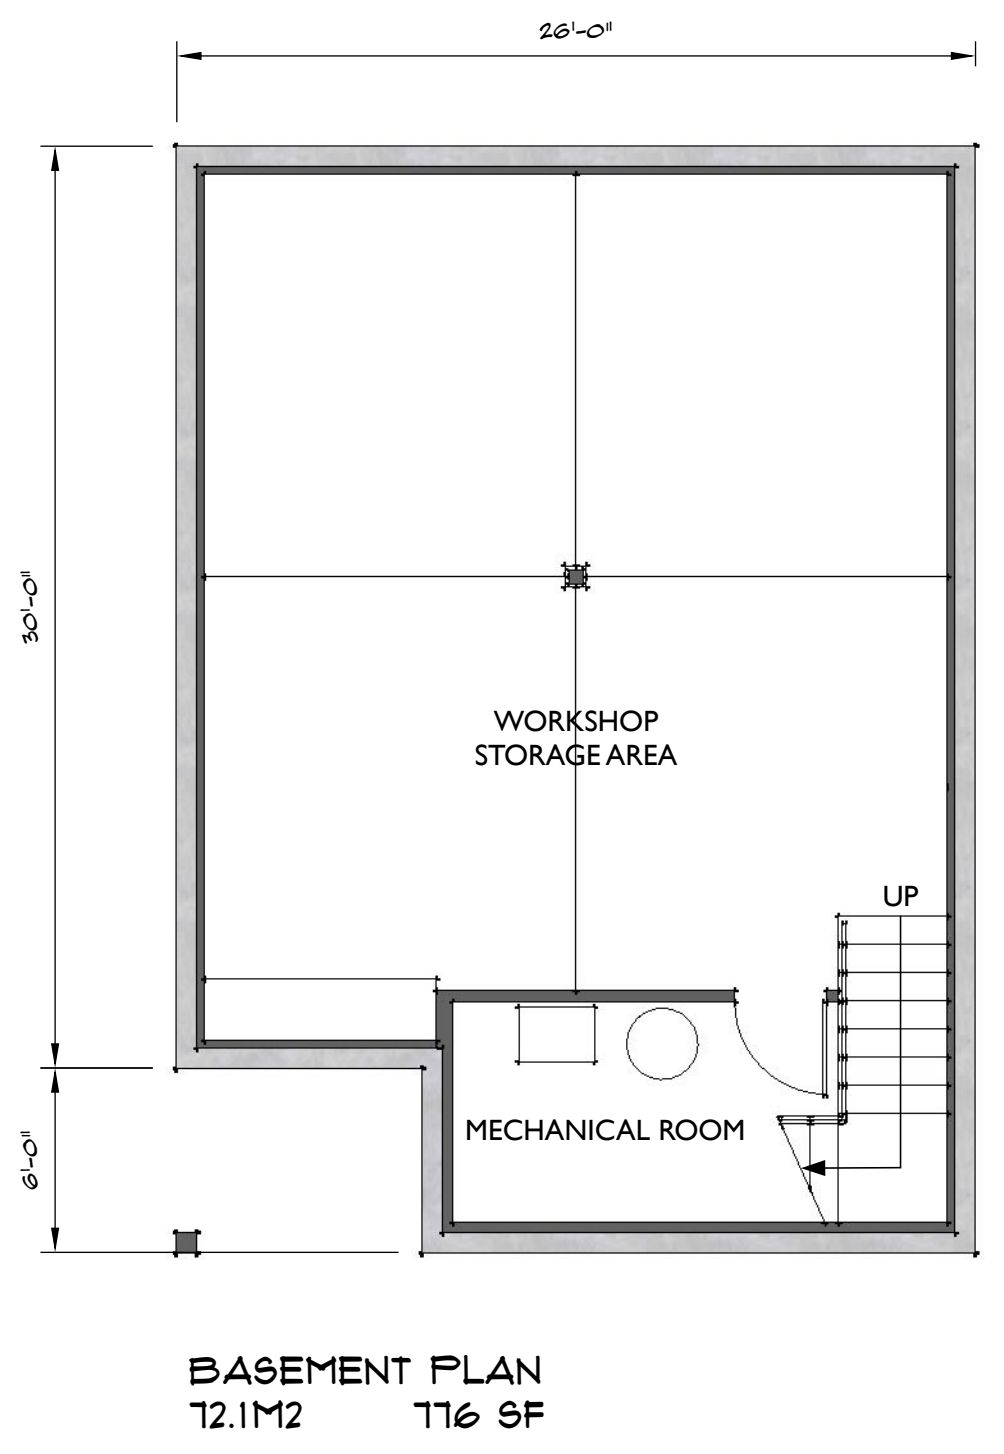 26'-0"
30'-0"
WORKSHOP
STORAGE AREA
UP
MECHANICAL ROOM
6'-0"
BASEMENT PLAN
72.1M2 776 SF